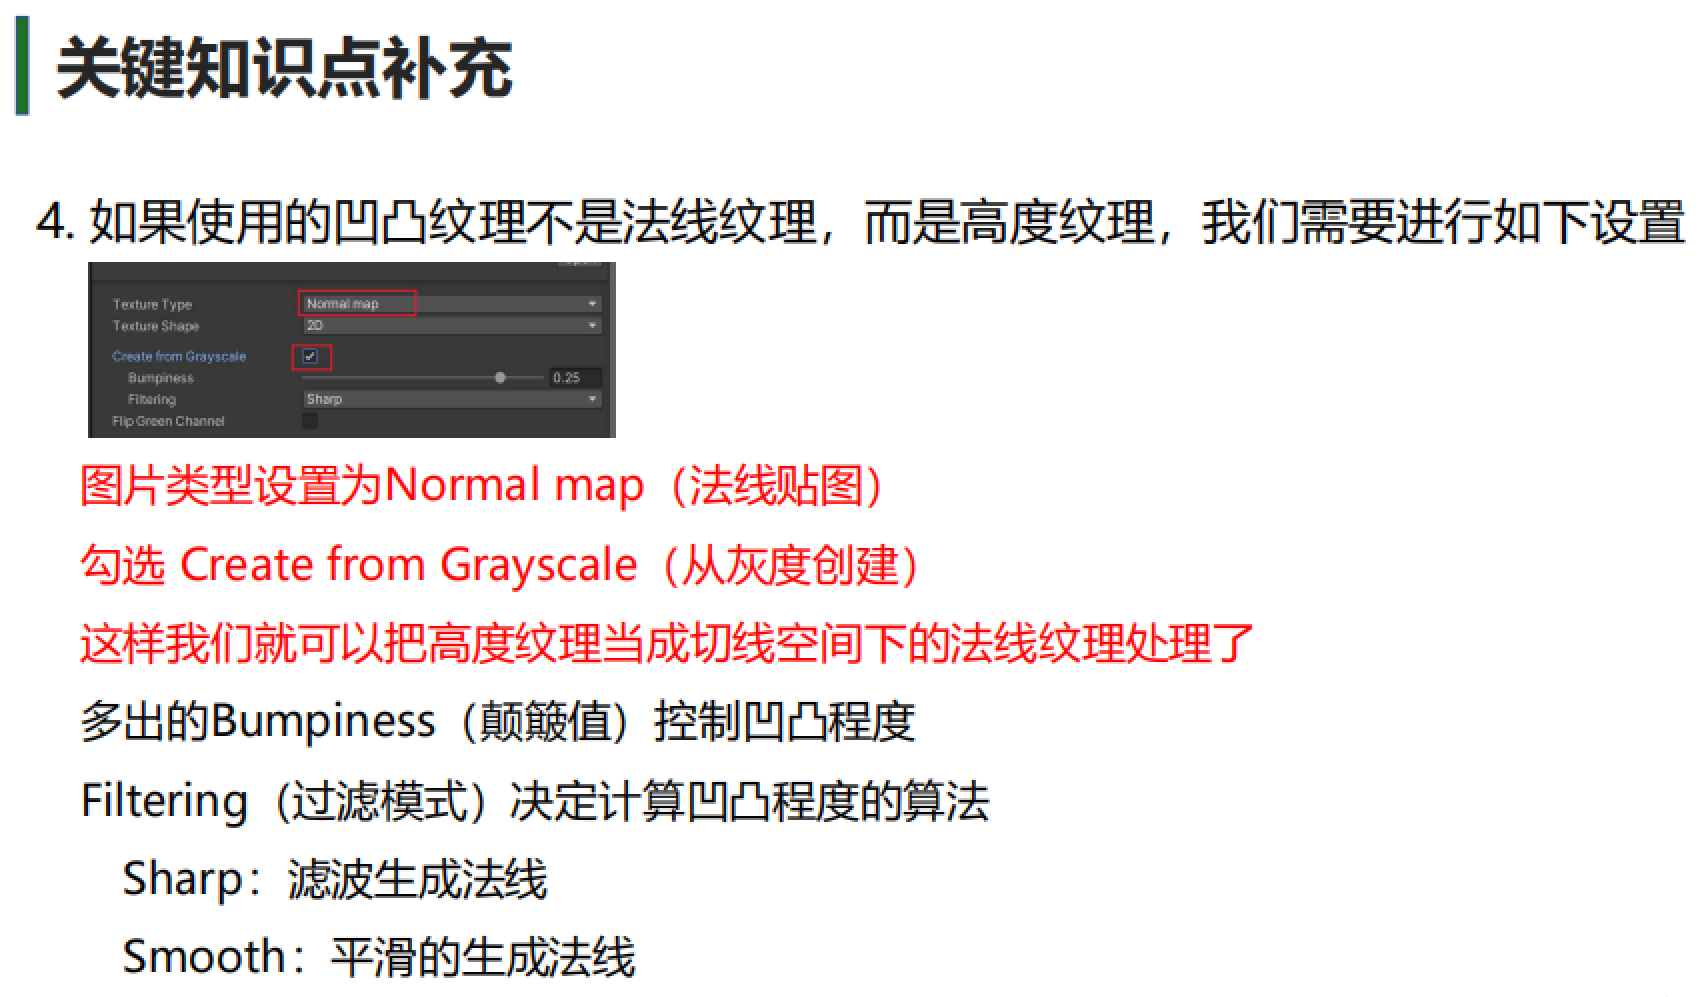 关键知识点补充
4. 如果使用的凹凸纹理不是法线纹理，而是高度纹理，我们需要进行如下设置
Texture Type Normal map
Texture Shape 2D
Create from Grayscale
Bumpiness 0.25
Filtering Sharp
Flip Green Channel
图片类型设置为Normal map（法线贴图）
勾选 Create from Grayscale（从灰度创建）
这样我们就可以把高度纹理当成切线空间下的法线纹理处理了
多出的Bumpiness（颠簸值）控制凹凸程度
Filtering（过滤模式）决定计算凹凸程度的算法
Sharp：滤波生成法线
Smooth：平滑的生成法线